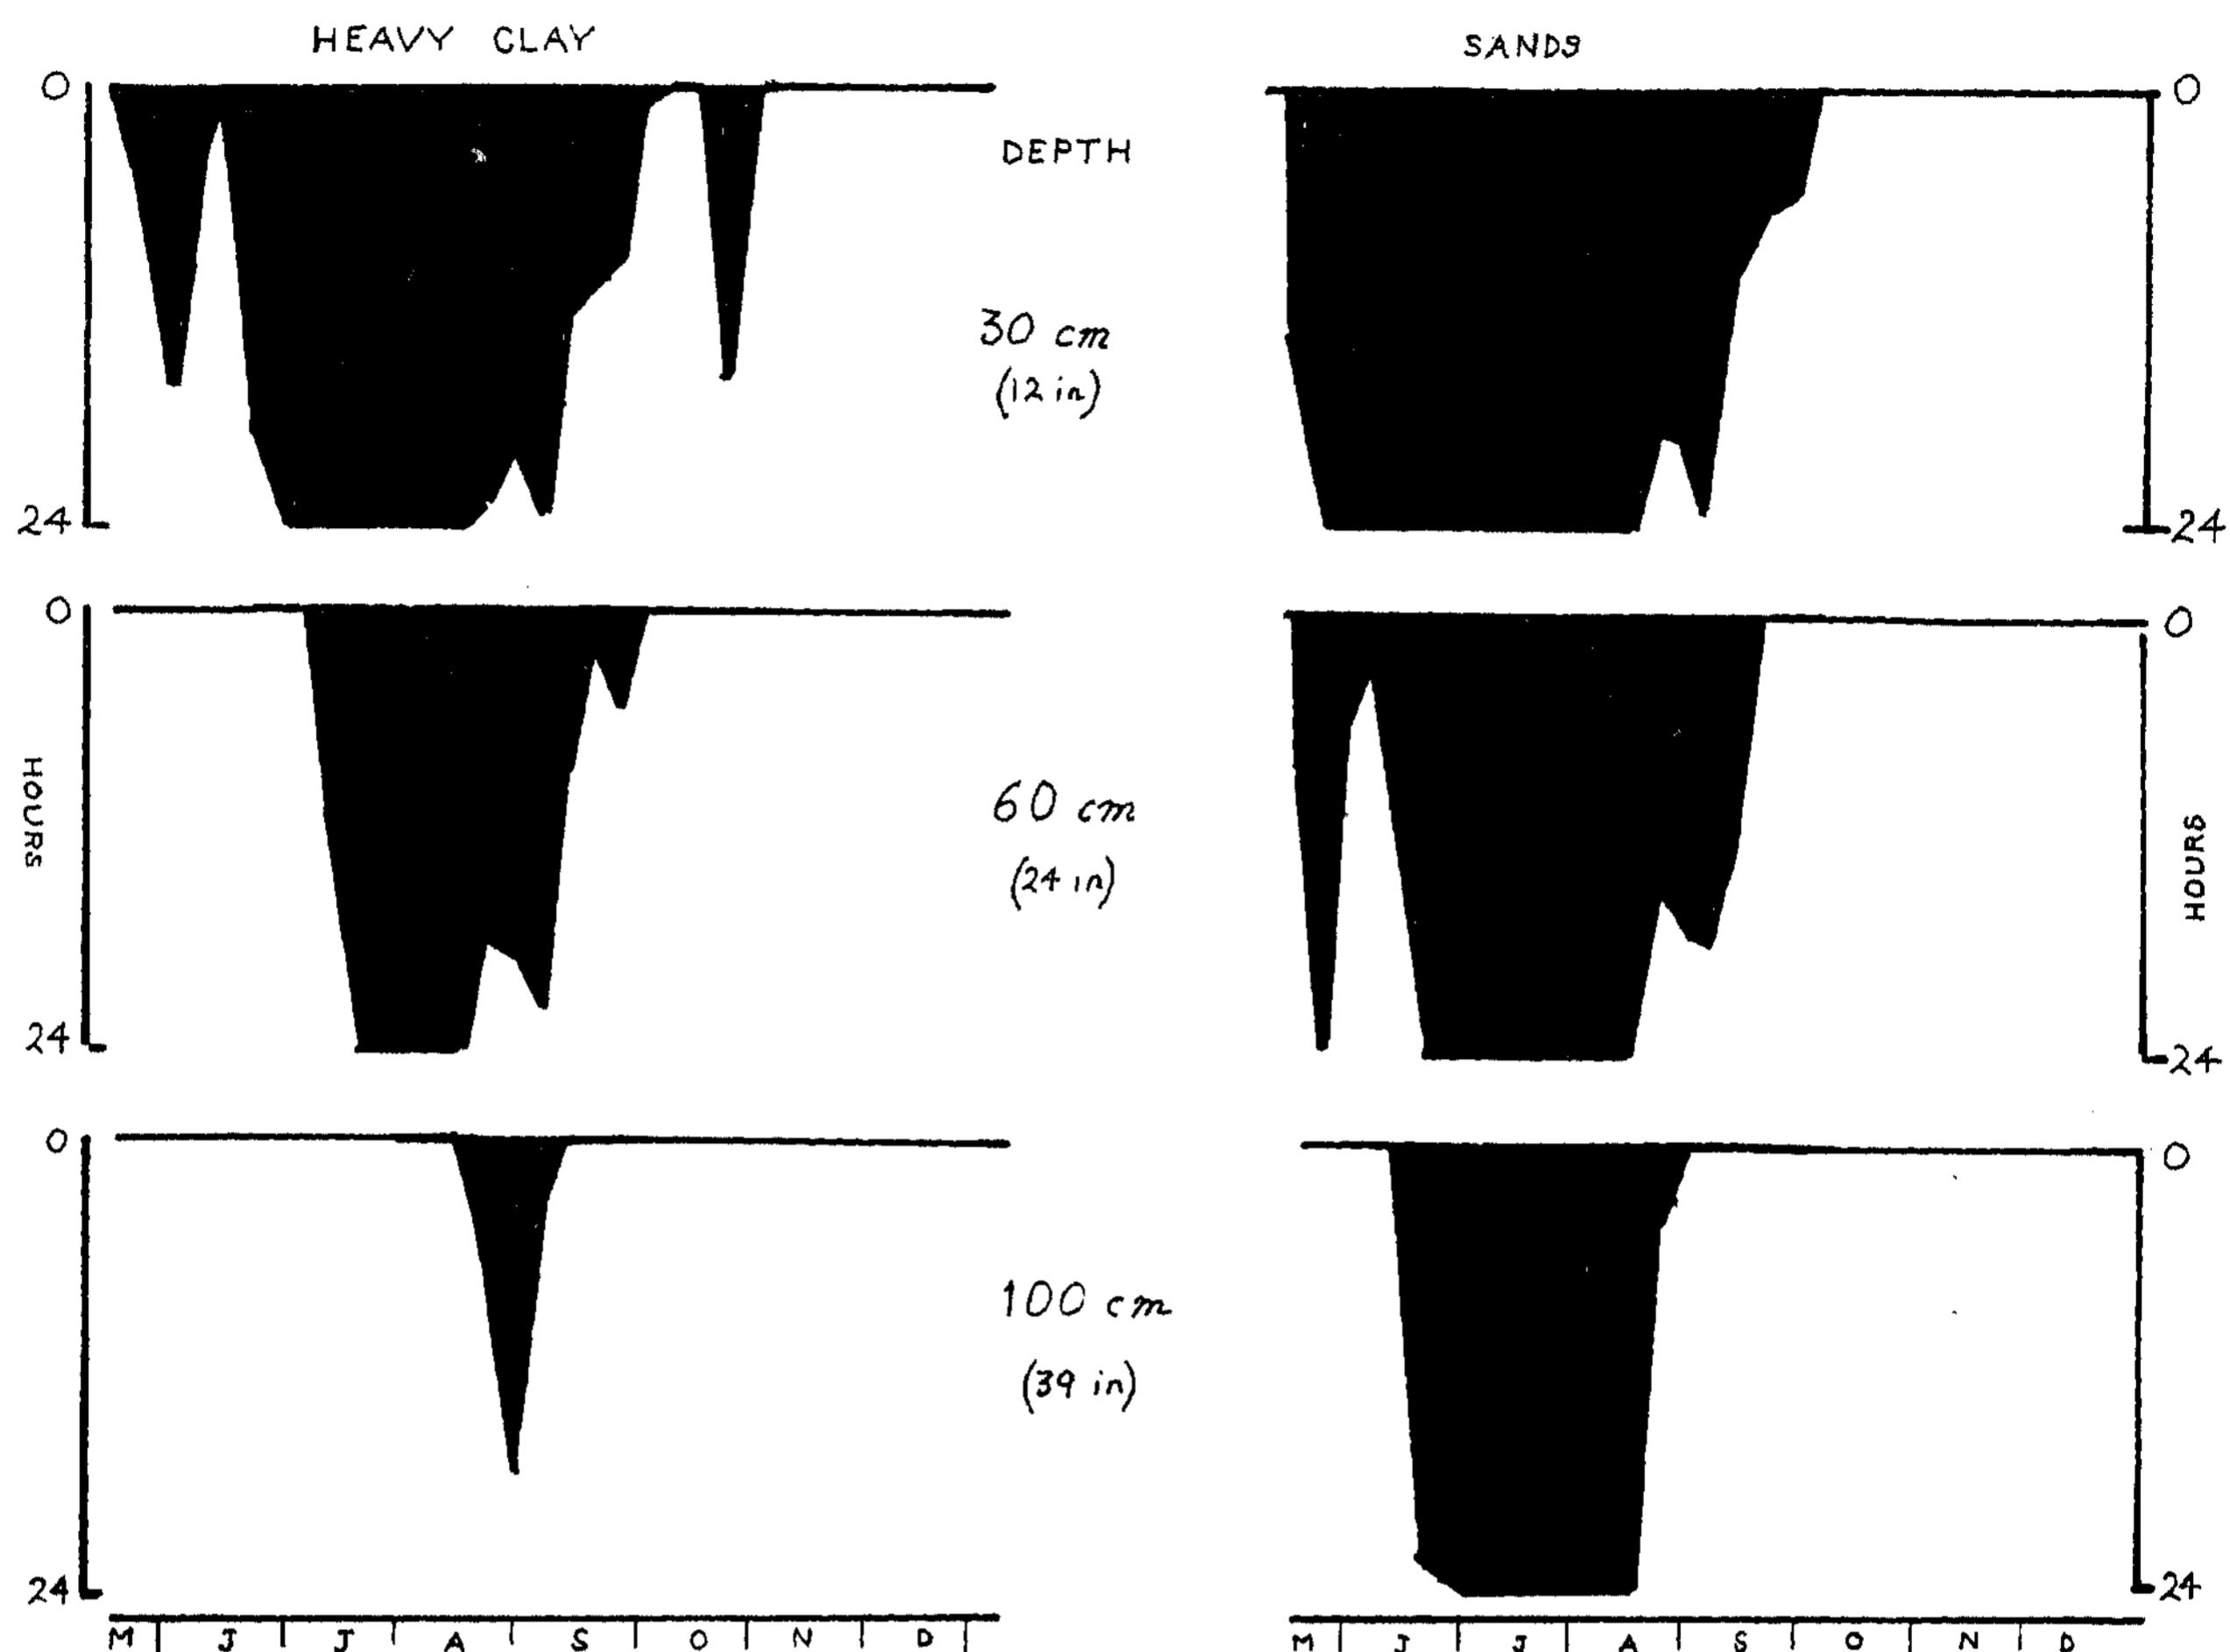 HEAVY CLAY
SANDS
0
0
DEPTH
30 cm
(12 in)
24
24
0
0
HOURS
60 cm
(24 in)
HOURS
24
24
0
0
100 cm
(39 in)
24
24
M J J A S O N D
M J J A S O N D